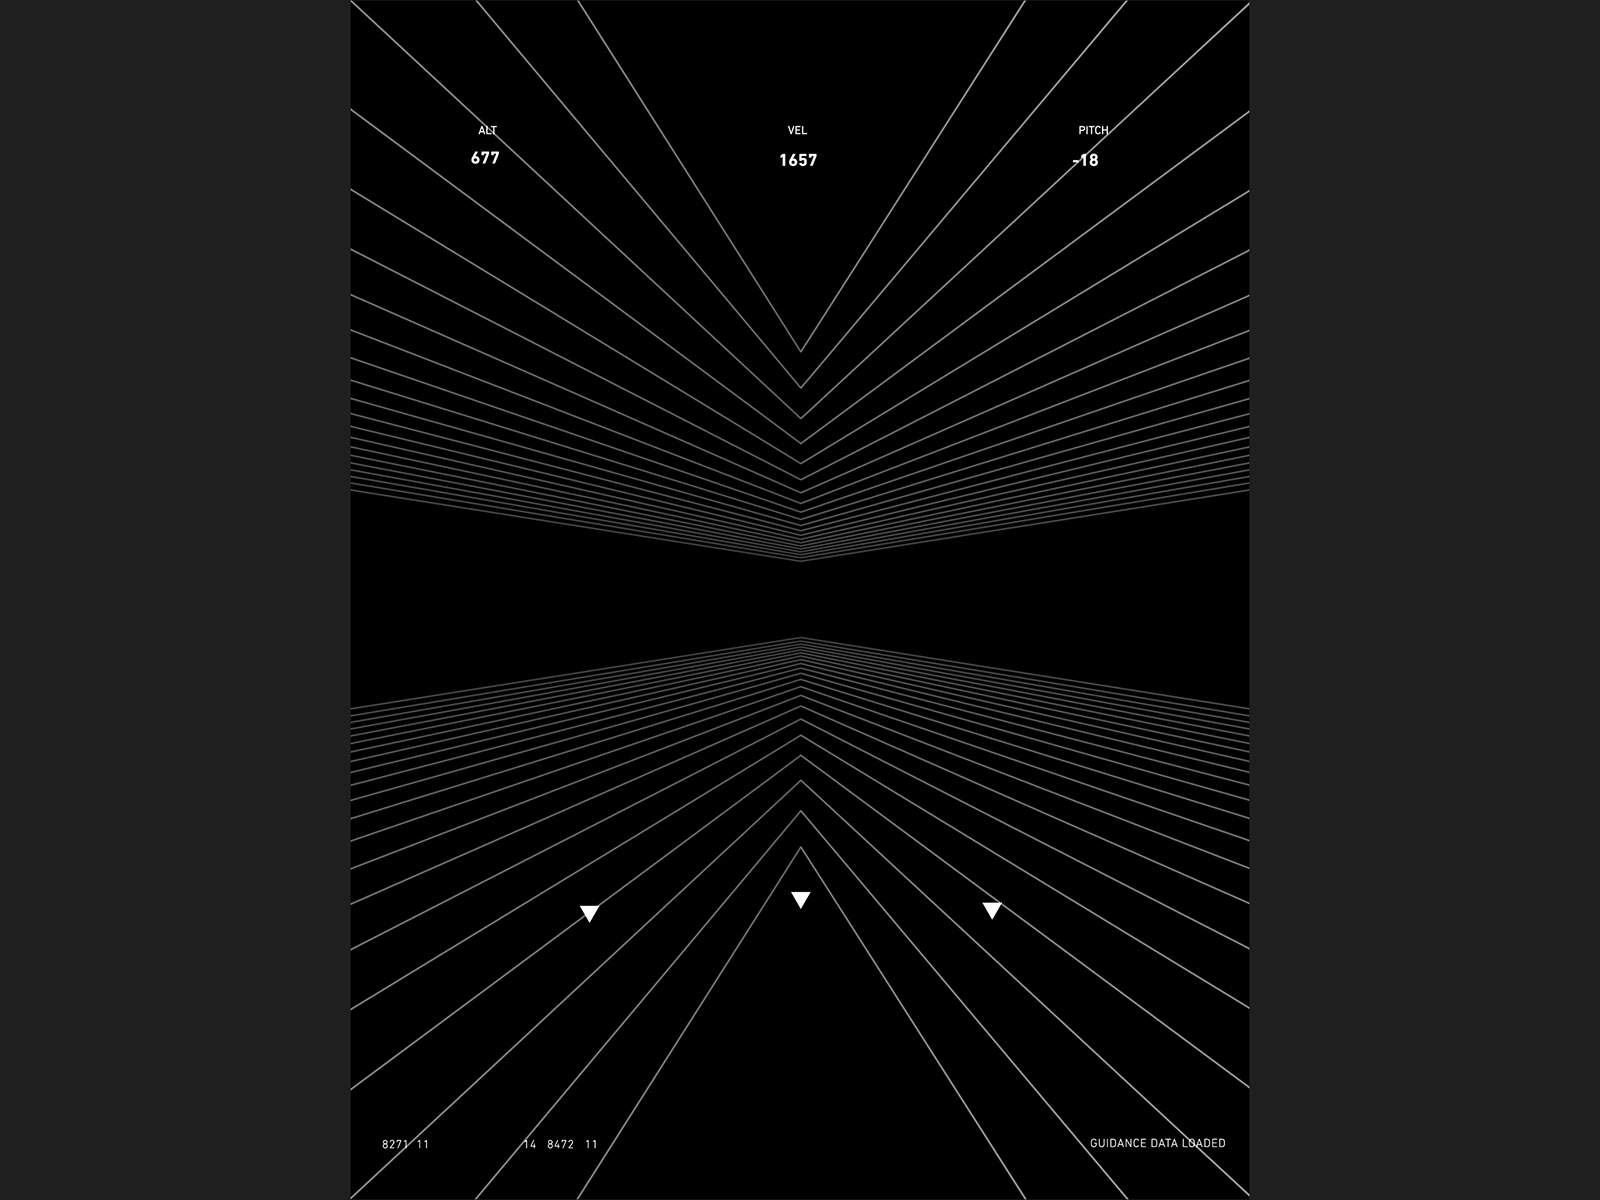 ALT
677
VEL
1657
PITCH
-18
8271 11
14 8472 11
GUIDANCE DATA LOADED